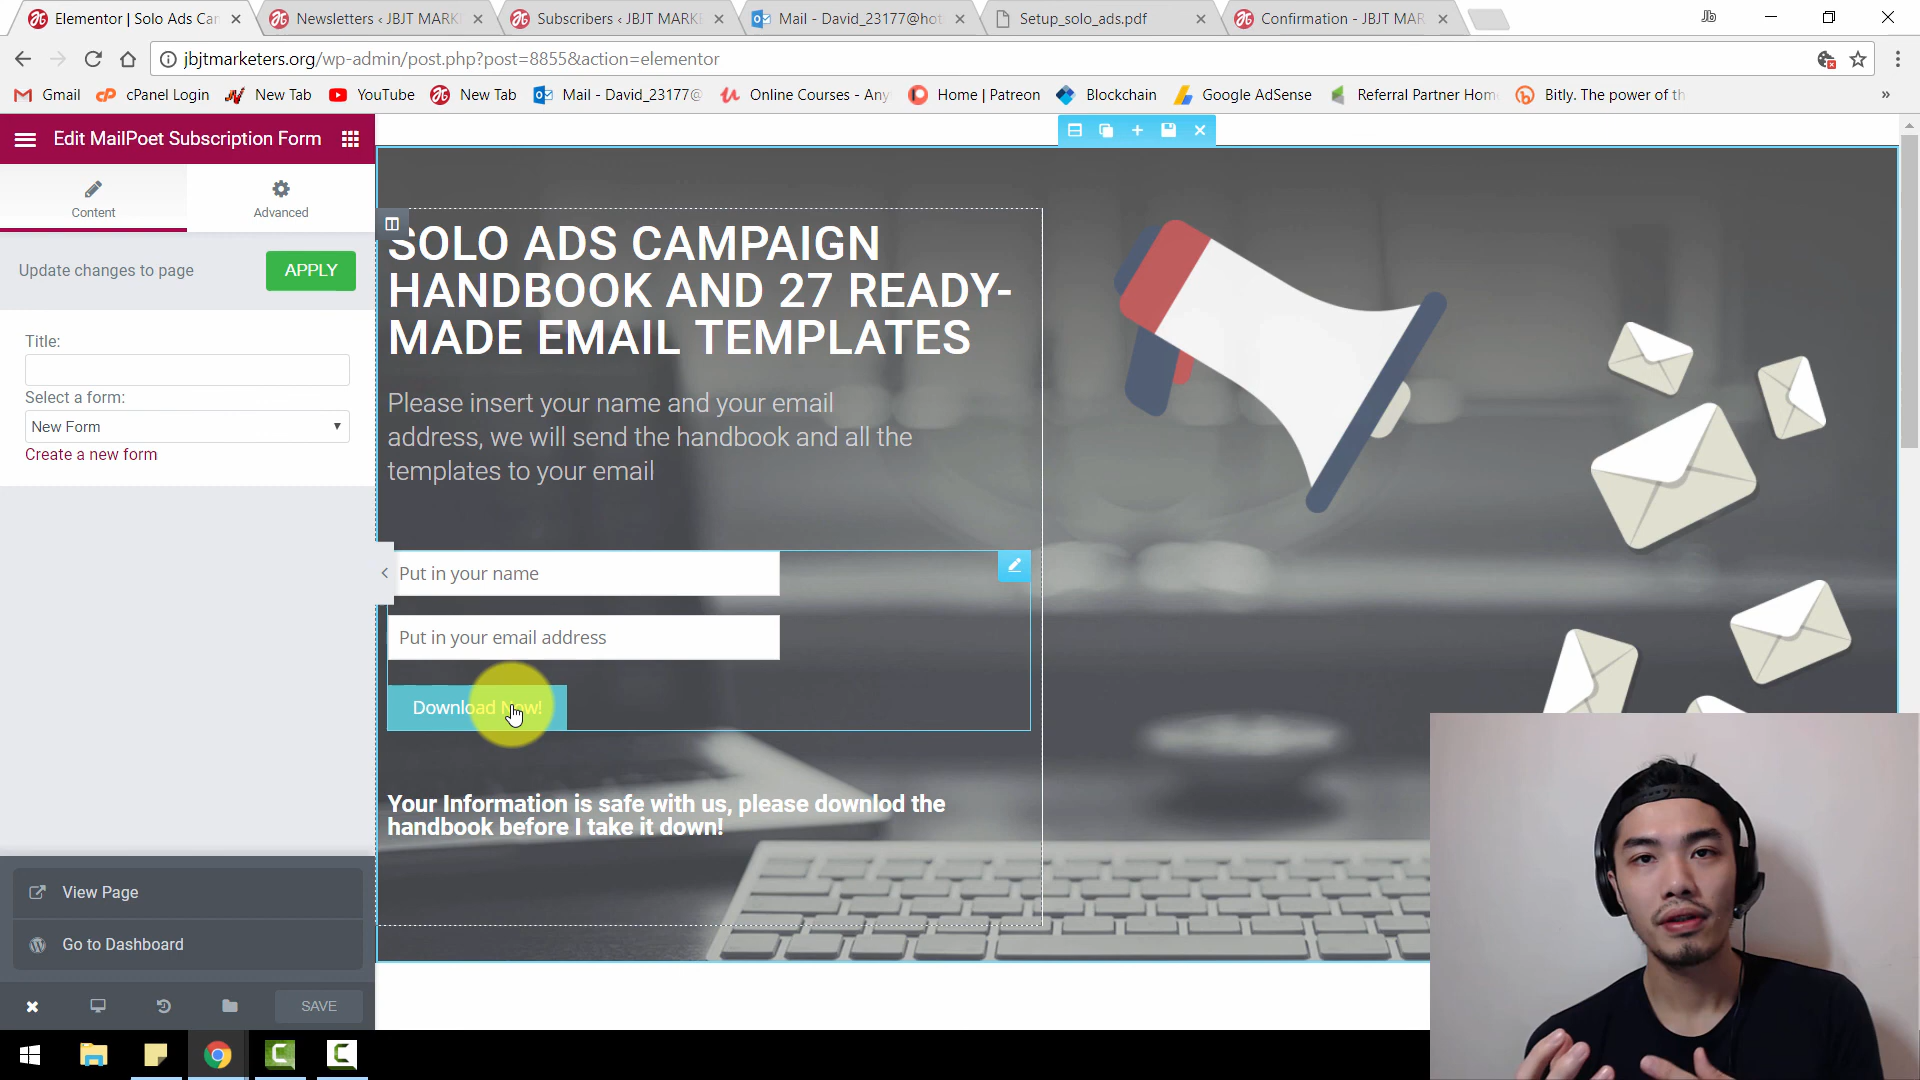 Elementor | Solo Ads Can
Newsletters ‹ JBJT MARK
Subscribers ‹ JBJT MARKE
Mail - David_23177@hot
Setup_solo_ads.pdf
Confirmation - JBJT MAR
Jb
jbjtmarketers.org/wp-admin/post.php?post=8855&action=elementor
Gmail
cPanel Login
New Tab
YouTube
New Tab
Mail - David_23177@
Online Courses - Any
Home | Patreon
Blockchain
Google AdSense
Referral Partner Hom
Bitly. The power of th
»
Edit MailPoet Subscription Form
Content
Advanced
Update changes to page
APPLY
Title:
Select a form:
New Form
Create a new form
SOLO ADS CAMPAIGN
HANDBOOK AND 27 READY-
MADE EMAIL TEMPLATES
Please insert your name and your email
address, we will send the handbook and all the
templates to your email
Put in your name
Put in your email address
Download Now!
Your Information is safe with us, please downlod the
handbook before I take it down!
View Page
Go to Dashboard
SAVE